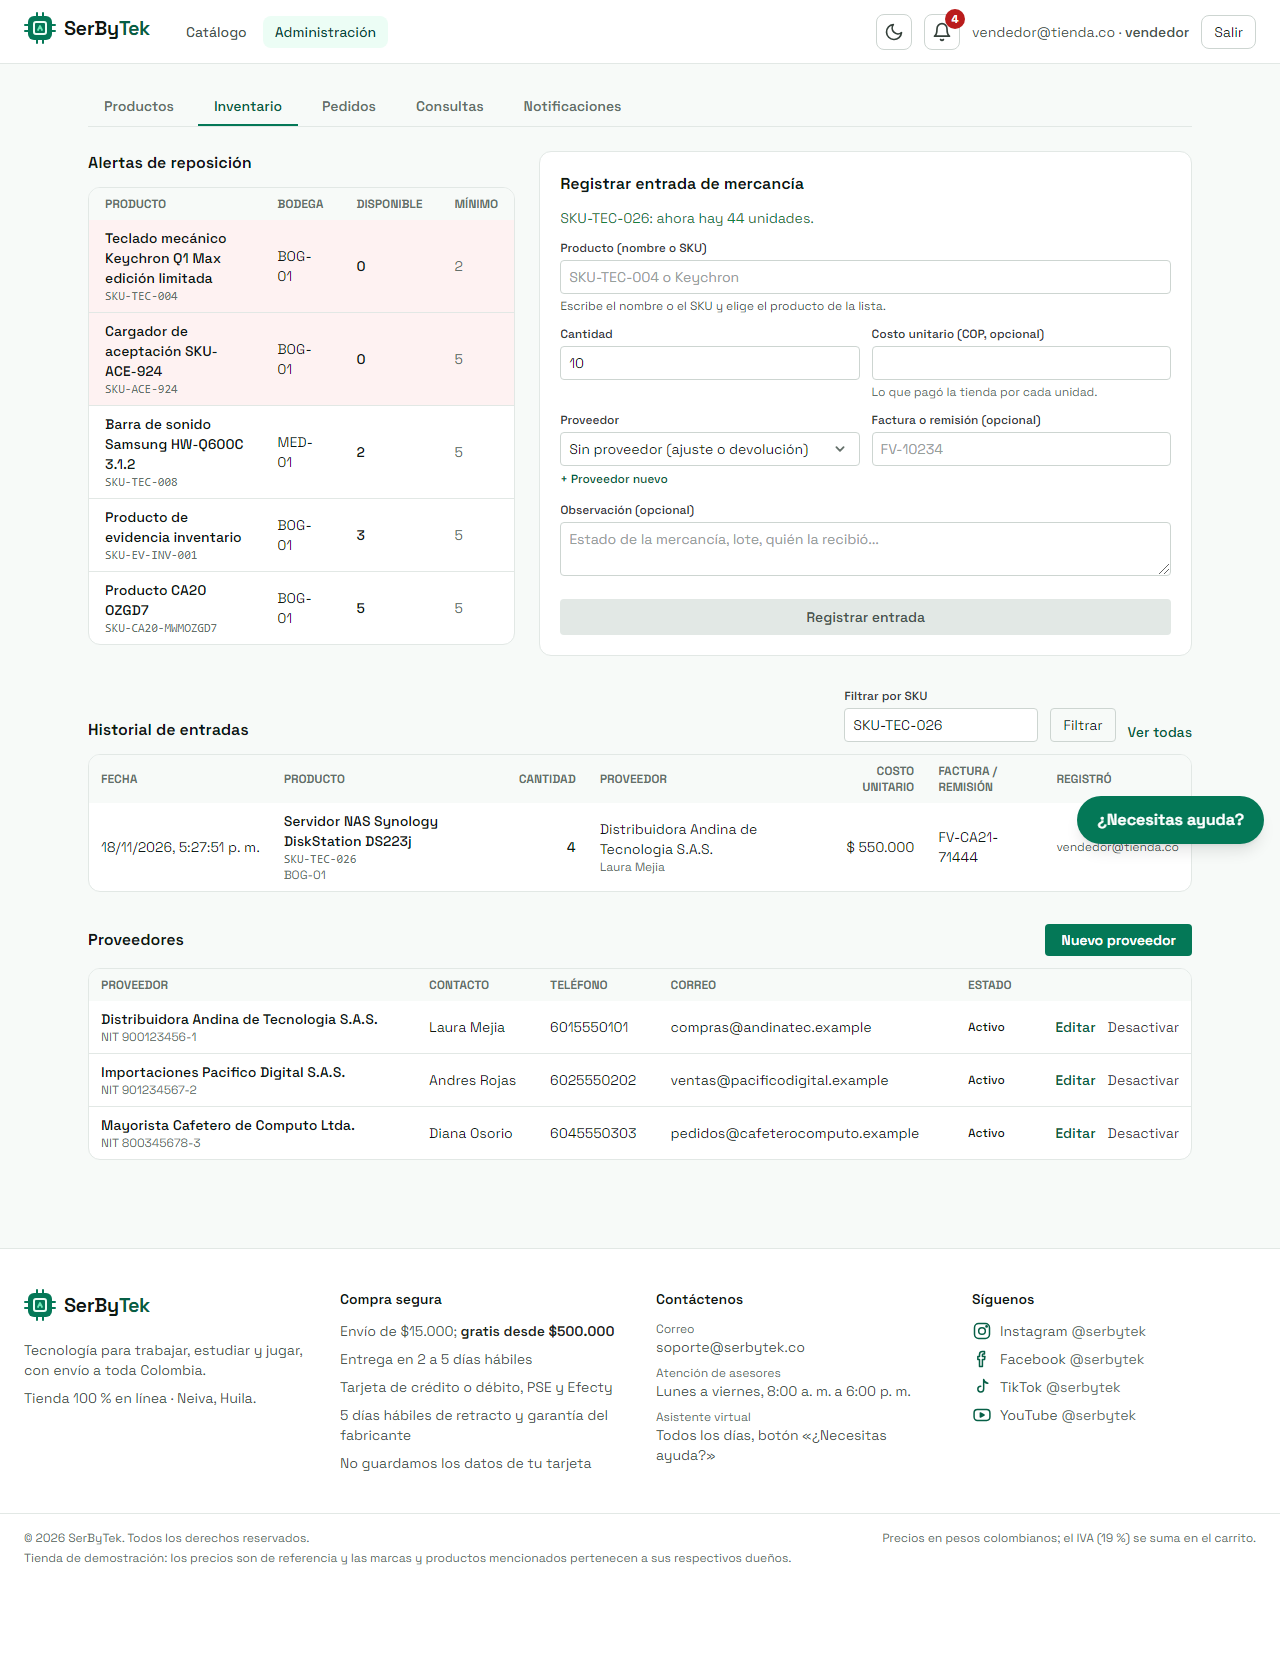 SerByTek
Catálogo
Administración
4
vendedor@tienda.co · vendedor
Salir
Productos
Inventario
Pedidos
Consultas
Notificaciones
Alertas de reposición
PRODUCTO BODEGA DISPONIBLE MÍNIMO
Teclado mecánico
Keychron Q1 Max
edición limitada
SKU-TEC-004
BOG-
01
0
2
Cargador de
aceptación SKU-
ACE-924
SKU-ACE-924
BOG-
01
0
5
Barra de sonido
Samsung HW-Q600C
3.1.2
SKU-TEC-008
MED-
01
2
5
Producto de
evidencia inventario
SKU-EV-INV-001
BOG-
01
3
5
Producto CA20
OZGD7
SKU-CA20-MWMOZGD7
BOG-
01
5
5
Registrar entrada de mercancía
SKU-TEC-026: ahora hay 44 unidades.
Producto (nombre o SKU)
SKU-TEC-004 o Keychron
Escribe el nombre o el SKU y elige el producto de la lista.
Cantidad
10
Costo unitario (COP, opcional)
Lo que pagó la tienda por cada unidad.
Proveedor
Sin proveedor (ajuste o devolución)
+ Proveedor nuevo
Factura o remisión (opcional)
FV-10234
Observación (opcional)
Estado de la mercancía, lote, quién la recibió...
Registrar entrada
Historial de entradas
Filtrar por SKU
SKU-TEC-026
Filtrar
Ver todas
FECHA PRODUCTO CANTIDAD PROVEEDOR COSTO UNITARIO FACTURA / REMISIÓN REGISTRÓ
18/11/2026, 5:27:51 p. m.
Servidor NAS Synology
DiskStation DS223j
SKU-TEC-026
BOG-01
4
Distribuidora Andina de
Tecnologia S.A.S.
Laura Mejia
$ 550.000
FV-CA21-
71444
vendedor@tienda.co
¿Necesitas ayuda?
Proveedores
Nuevo proveedor
PROVEEDOR CONTACTO TELÉFONO CORREO ESTADO
Distribuidora Andina de Tecnologia S.A.S.
NIT 900123456-1
Laura Mejia 6015550101 compras@andinatec.example Activo Editar Desactivar
Importaciones Pacifico Digital S.A.S.
NIT 901234567-2
Andres Rojas 6025550202 ventas@pacificodigital.example Activo Editar Desactivar
Mayorista Cafetero de Computo Ltda.
NIT 800345678-3
Diana Osorio 6045550303 pedidos@cafeterocomputo.example Activo Editar Desactivar
SerByTek
Tecnología para trabajar, estudiar y jugar,
con envío a toda Colombia.
Tienda 100 % en línea · Neiva, Huila.
Compra segura
Envío de $15.000; gratis desde $500.000
Entrega en 2 a 5 días hábiles
Tarjeta de crédito o débito, PSE y Efecty
5 días hábiles de retracto y garantía del
fabricante
No guardamos los datos de tu tarjeta
Contáctenos
Correo
soporte@serbytek.co
Atención de asesores
Lunes a viernes, 8:00 a. m. a 6:00 p. m.
Asistente virtual
Todos los días, botón «¿Necesitas
ayuda?»
Síguenos
Instagram @serbytek
Facebook @serbytek
TikTok @serbytek
YouTube @serbytek
© 2026 SerByTek. Todos los derechos reservados.
Precios en pesos colombianos; el IVA (19 %) se suma en el carrito.
Tienda de demostración: los precios son de referencia y las marcas y productos mencionados pertenecen a sus respectivos dueños.